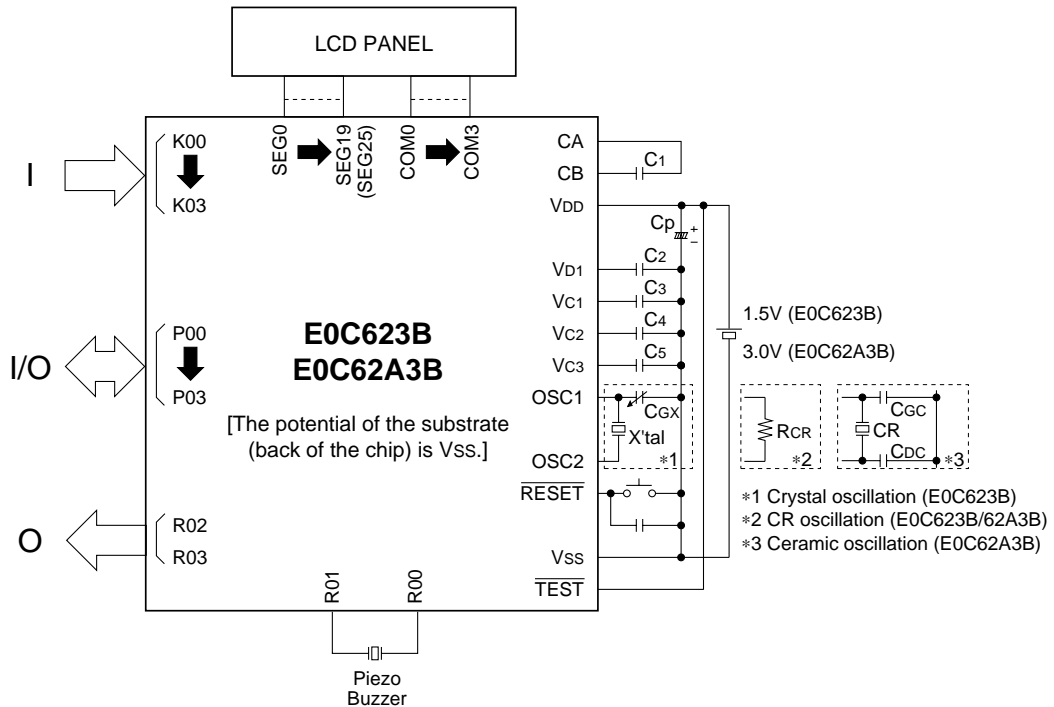 LCD PANEL
SEG0
SEG19
(SEG25)
COM0
COM3
I
K00
K03
I/O
P00
P03
O
R02
R03
E0C623B
E0C62A3B
[The potential of the substrate
(back of the chip) is VSS.]
R01
R00
Piezo
Buzzer
CA
CB
VDD
VD1
VC1
VC2
VC3
OSC1
OSC2
RESET
VSS
TEST
C1
Cp
+
–
C2
C3
C4
C5
CGX
X'tal
*1
1.5V (E0C623B)
3.0V (E0C62A3B)
RCR
*2
CGC
CR
CDC
*3
*1 Crystal oscillation (E0C623B)
*2 CR oscillation (E0C623B/62A3B)
*3 Ceramic oscillation (E0C62A3B)